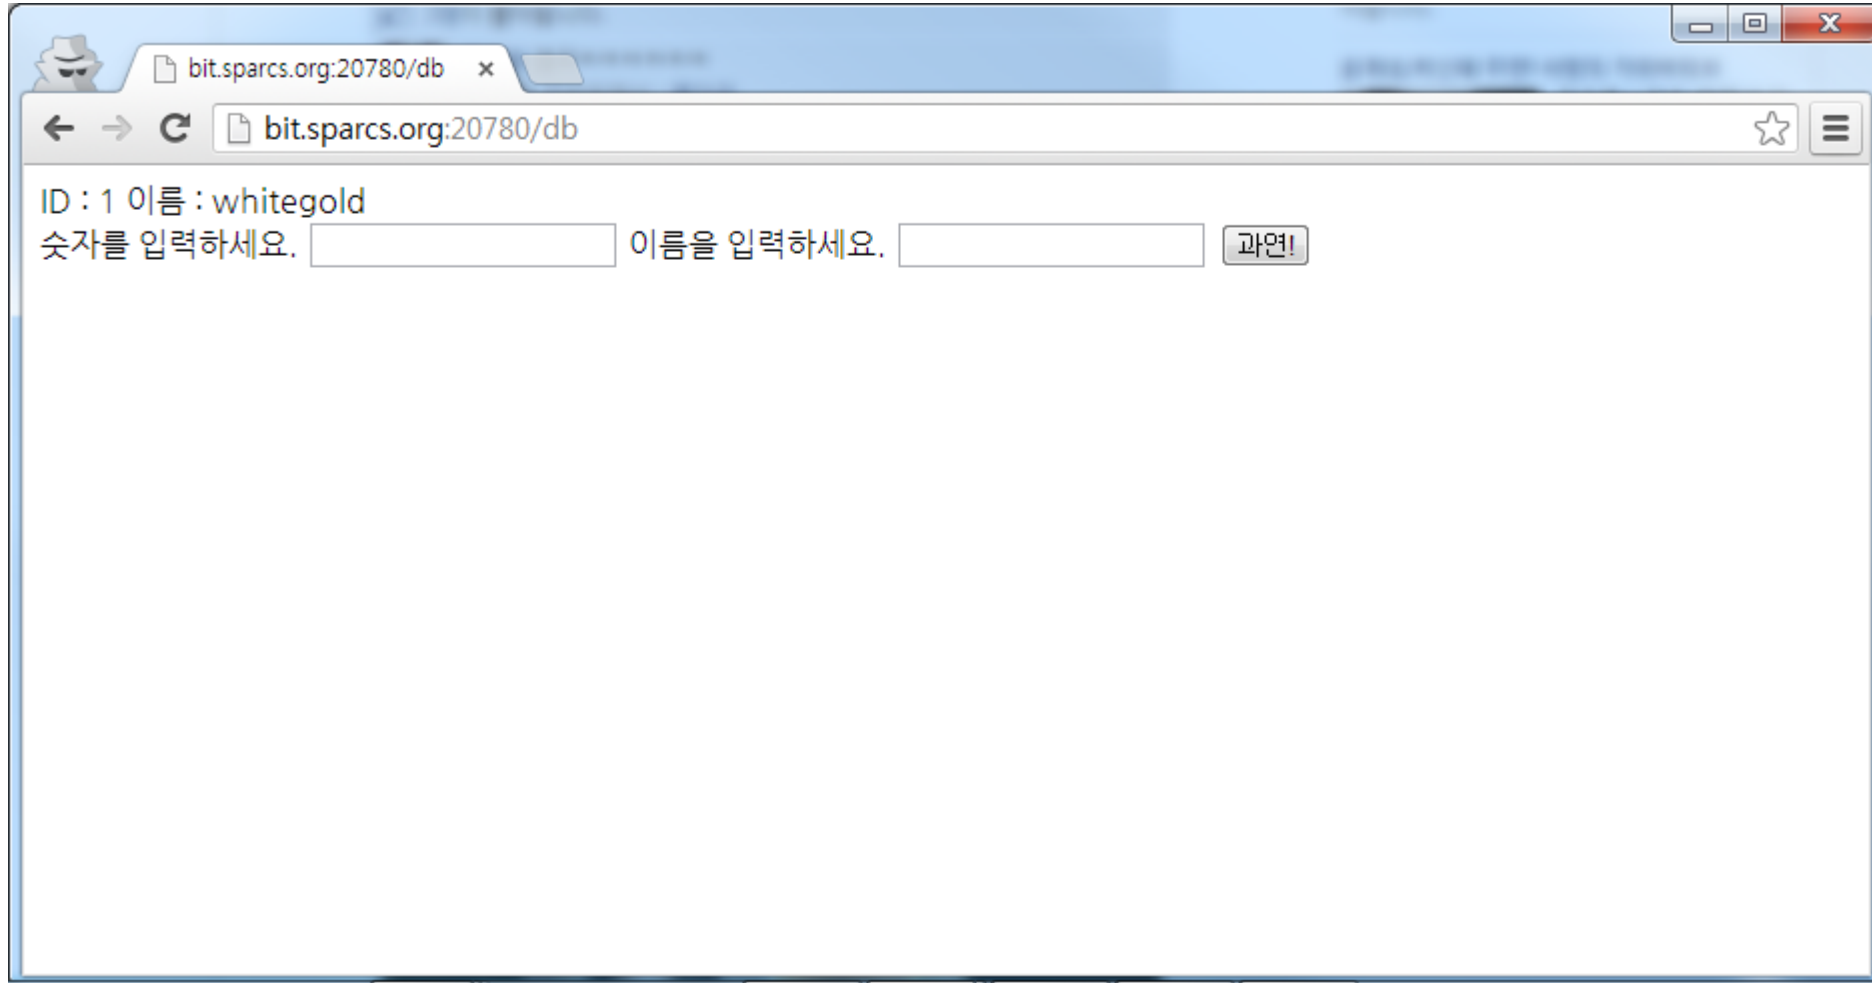 bit.sparcs.org:20780/db
bit.sparcs.org:20780/db
ID : 1 이름 : whitegold
숫자를 입력하세요. 이름을 입력하세요. 과연!